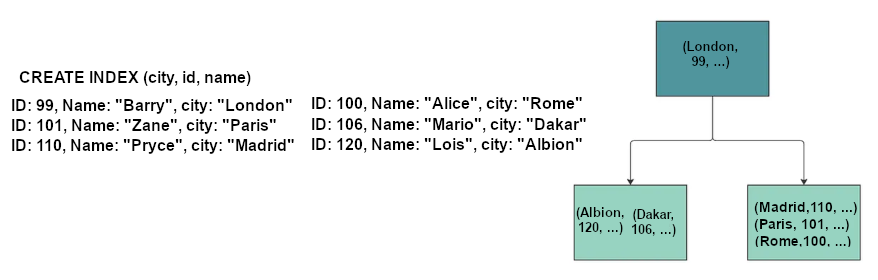 (London,
99, ...)
CREATE INDEX (city, id, name)
ID: 99, Name: "Barry", city: "London"
ID: 101, Name: "Zane", city: "Paris"
ID: 110, Name: "Pryce", city: "Madrid"
ID: 100, Name: "Alice", city: "Rome"
ID: 106, Name: "Mario", city: "Dakar"
ID: 120, Name: "Lois", city: "Albion"
(Albion,
120, ...)
(Dakar,
106, ...)
(Madrid,110, ...)
(Paris, 101, ...)
(Rome,100, ...)